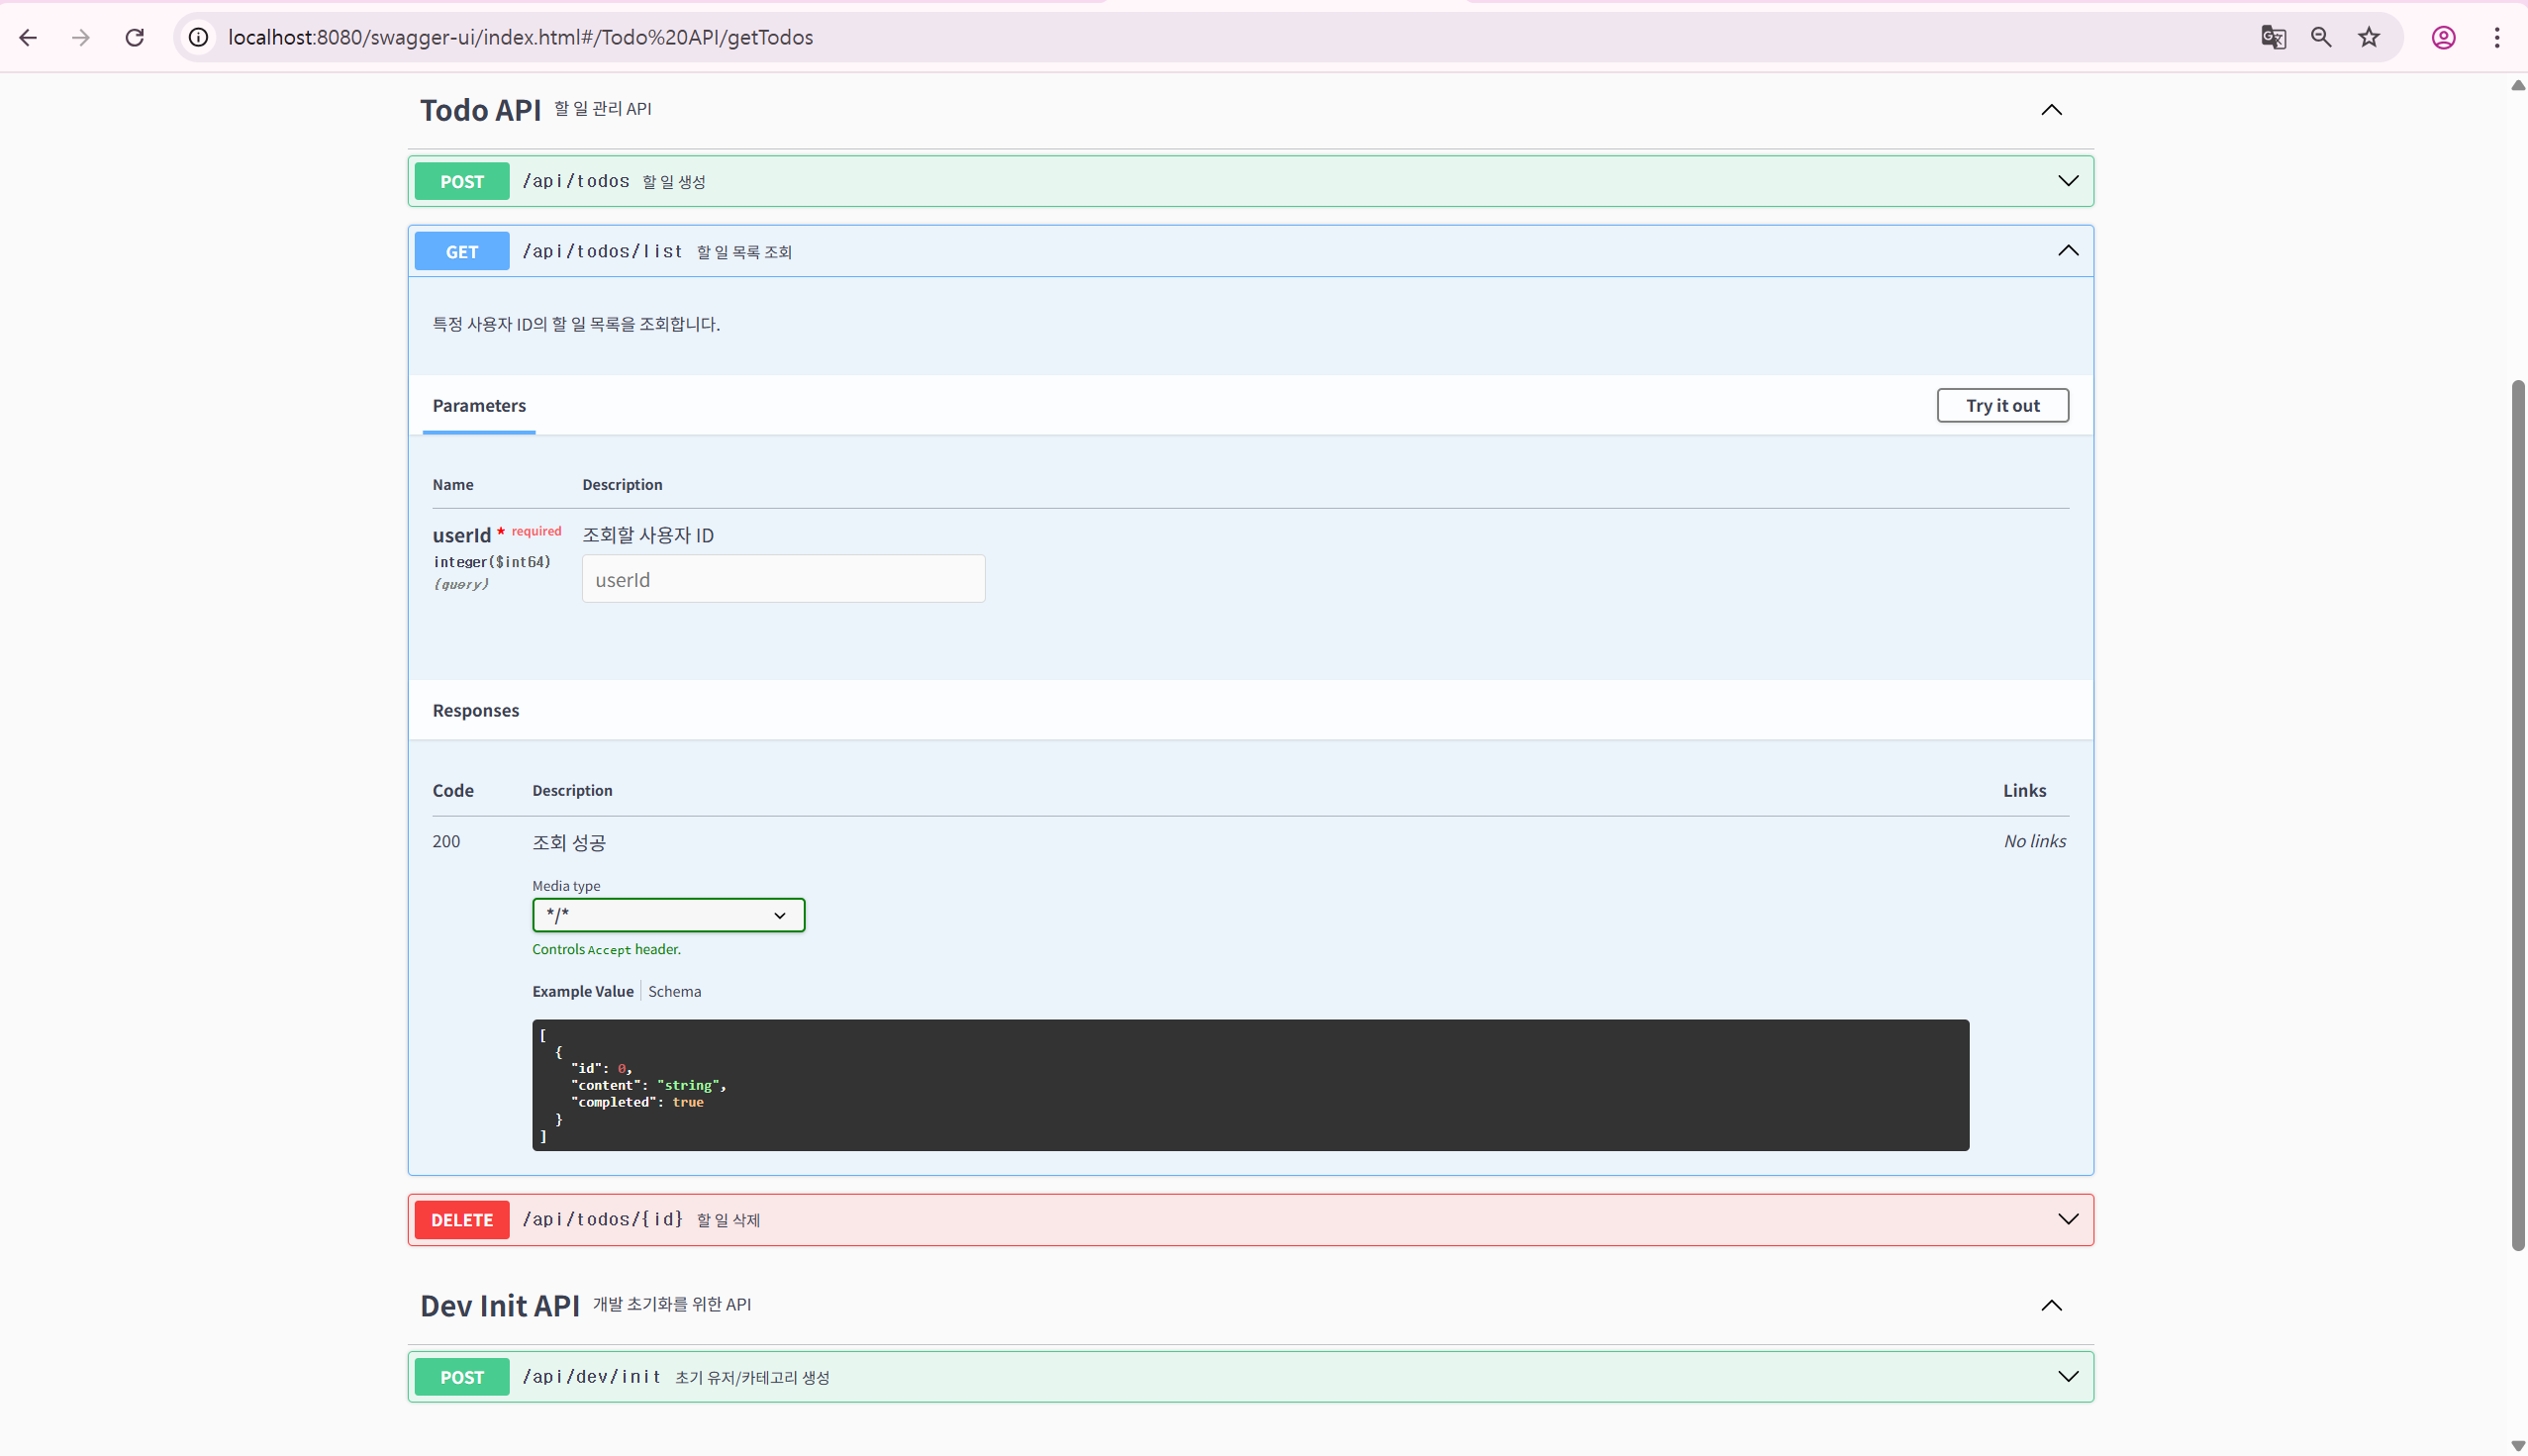 localhost:8080/swagger-ui/index.html#/Todo%20API/getTodos
Todo API 할 일 관리 API
POST /api/todos 할 일 생성
GET /api/todos/list 할 일 목록 조회
특정 사용자 ID의 할 일 목록을 조회합니다.
Parameters Try it out
Name Description
userId * required 조회할 사용자 ID
integer($int64)
(query)
userId
Responses
Code Description Links
200 조회 성공 No links
Media type
*/*
Controls Accept header.
Example Value Schema
[
{
"id": 0,
"content": "string",
"completed": true
}
]
DELETE /api/todos/{id} 할 일 삭제
Dev Init API 개발 초기화를 위한 API
POST /api/dev/init 초기 유저/카테고리 생성